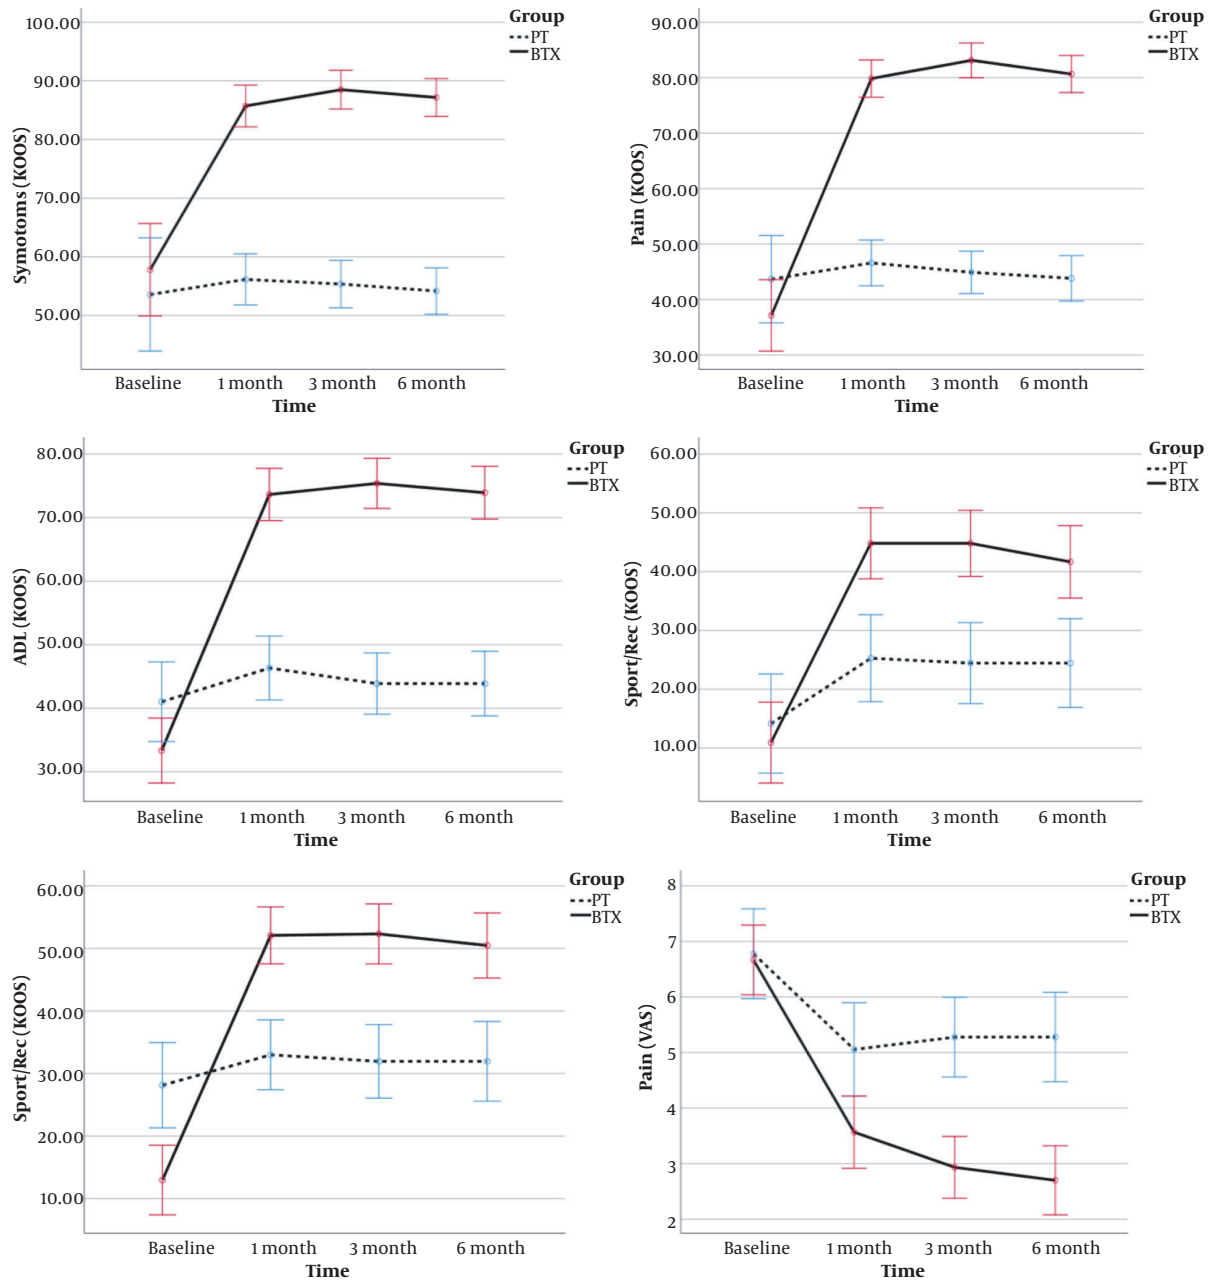 Group
PT
BTX
100.00
90.00
80.00
70.00
60.00
50.00
Symotoms (KOOS)
Baseline 1 month 3 month 6 month
Time
Group
PT
BTX
90.00
80.00
70.00
60.00
50.00
40.00
30.00
Pain (KOOS)
Baseline 1 month 3 month 6 month
Time
Group
PT
BTX
80.00
70.00
60.00
50.00
40.00
30.00
ADL (KOOS)
Baseline 1 month 3 month 6 month
Time
Group
PT
BTX
60.00
50.00
40.00
30.00
20.00
10.00
Sport/Rec (KOOS)
Baseline 1 month 3 month 6 month
Time
Group
PT
BTX
60.00
50.00
40.00
30.00
20.00
10.00
Sport/Rec (KOOS)
Baseline 1 month 3 month 6 month
Time
Group
PT
BTX
8
7
6
5
4
3
2
Pain (VAS)
Baseline 1 month 3 month 6 month
Time